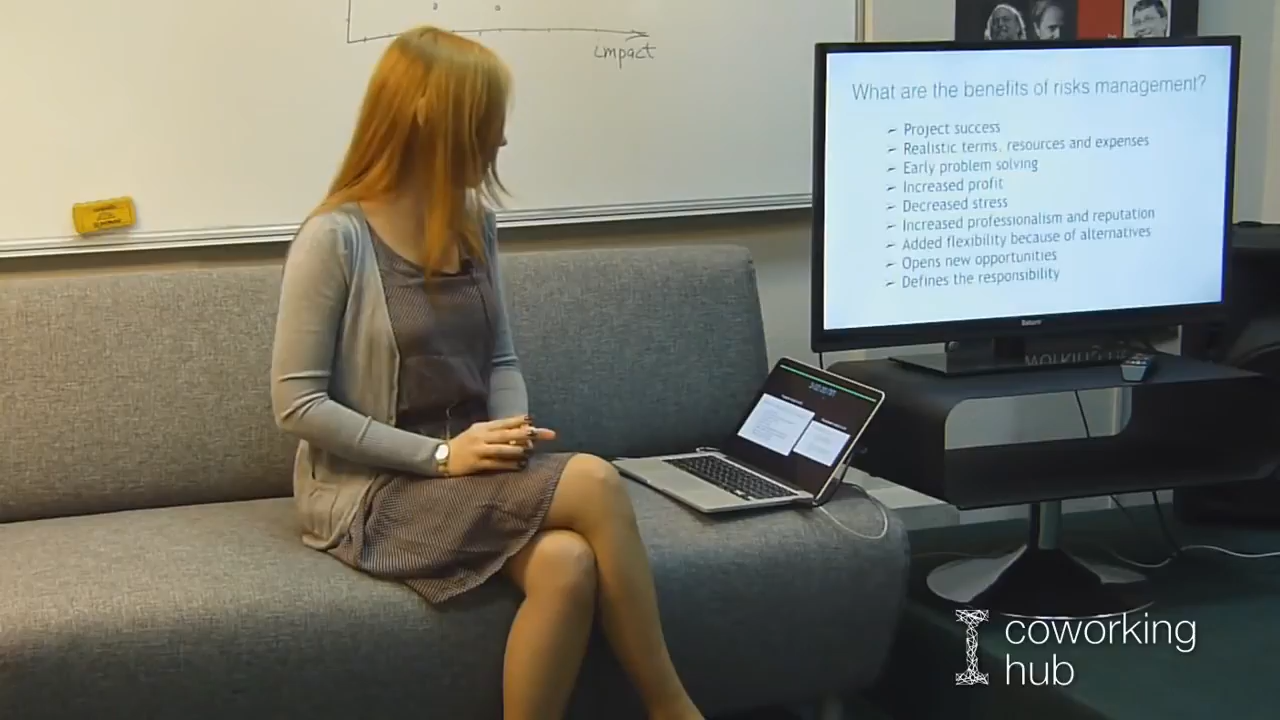 impact
What are the benefits of risks management?
➢ Project success
➢ Realistic terms, resources and expenses
➢ Early problem solving
➢ Increased profit
➢ Decreased stress
➢ Increased professionalism and reputation
➢ Added flexibility because of alternatives
➢ Opens new opportunities
➢ Defines the responsibility
Saturn
coworking
hub